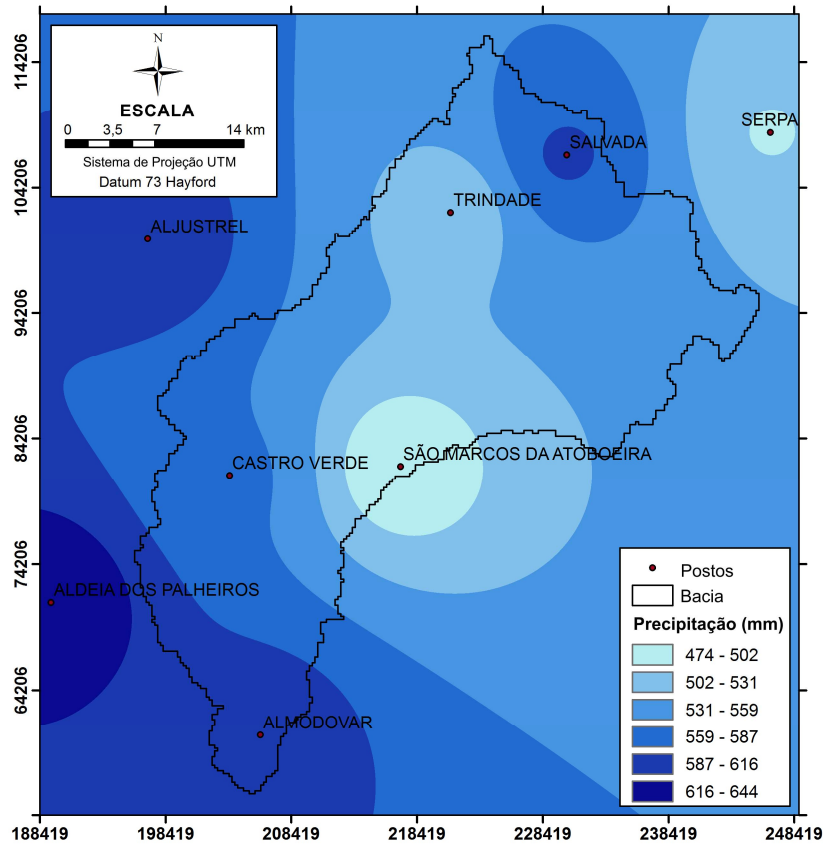 N
ESCALA
0 3,5 7 14 km
Sistema de Projeção UTM
Datum 73 Hayford
114206
104206
94206
84206
74206
64206
SERPA
SALVADA
TRINDADE
ALJUSTREL
SÃO MARCOS DA ATOBOEIRA
CASTRO VERDE
ALDEIA DOS PALHEIROS
ALMODOVAR
Postos
Bacia
Precipitação (mm)
474 - 502
502 - 531
531 - 559
559 - 587
587 - 616
616 - 644
188419 198419 208419 218419 228419 238419 248419